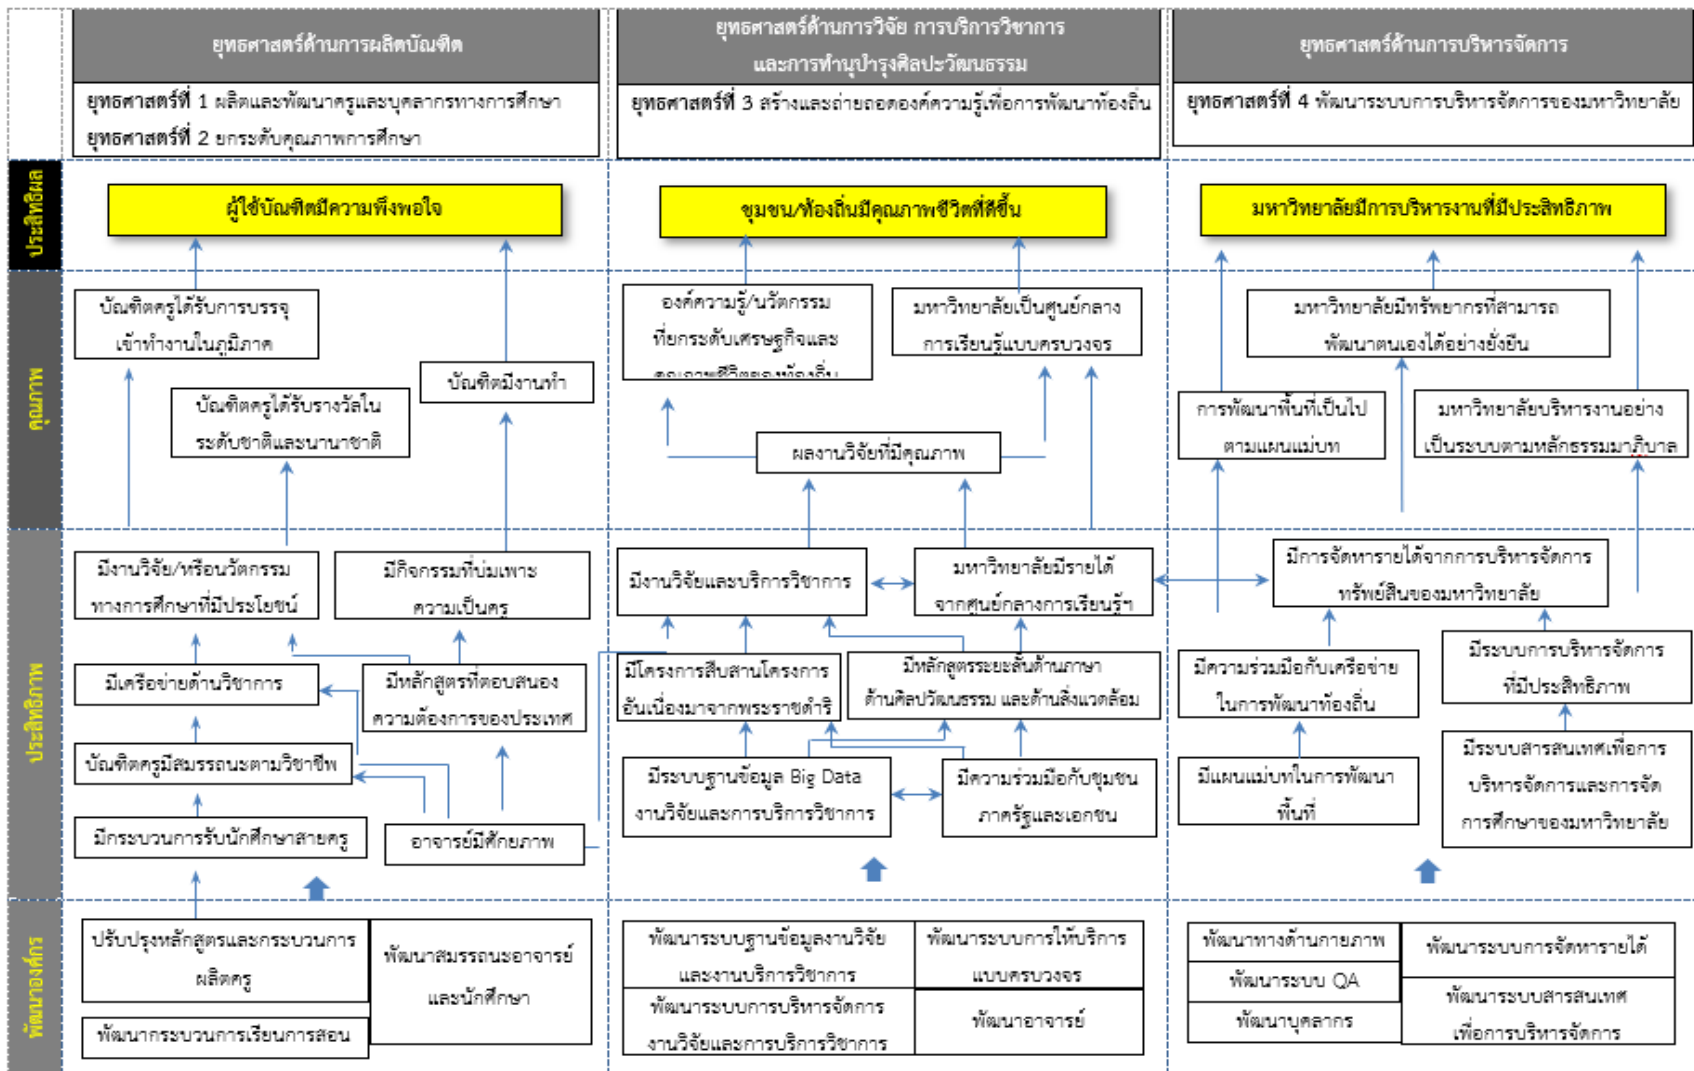 ยุทธศาสตร์ด้านการผลิตบัณฑิต
ยุทธศาสตร์ที่ 1 ผลิตและพัฒนาครูและบุคลากรทางการศึกษา
ยุทธศาสตร์ที่ 2 ยกระดับคุณภาพการศึกษา
ยุทธศาสตร์ด้านการวิจัย การบริการวิชาการ
และการทำนุบำรุงศิลปะวัฒนธรรม
ยุทธศาสตร์ที่ 3 สร้างและถ่ายถอดองค์ความรู้เพื่อการพัฒนาท้องถิ่น
ยุทธศาสตร์ด้านการบริหารจัดการ
ยุทธศาสตร์ที่ 4 พัฒนาระบบการบริหารจัดการของมหาวิทยาลัย
ประสิทธิผล
ผู้ใช้บัณฑิตมีความพึงพอใจ
ชุมชน/ท้องถิ่นมีคุณภาพชีวิตที่ดีขึ้น
มหาวิทยาลัยมีการบริหารงานที่มีประสิทธิภาพ
คุณภาพ
บัณฑิตครูได้รับการบรรจุ
เข้าทำงานในภูมิภาค
บัณฑิตมีงานทำ
บัณฑิตครูได้รับรางวัลใน
ระดับชาติและนานาชาติ
องค์ความรู้/นวัตกรรม
ที่ยกระดับเศรษฐกิจและ
คุณภาพชีวิตของท้องถิ่น
มหาวิทยาลัยเป็นศูนย์กลาง
การเรียนรู้แบบครบวงจร
ผลงานวิจัยที่มีคุณภาพ
มหาวิทยาลัยมีทรัพยากรที่สามารถ
พัฒนาตนเองได้อย่างยั่งยืน
การพัฒนาพื้นที่เป็นไป
ตามแผนแม่บท
มหาวิทยาลัยบริหารงานอย่าง
เป็นระบบตามหลักธรรมมาภิบาล
ประสิทธิภาพ
มีงานวิจัย/หรือนวัตกรรม
ทางการศึกษาที่มีประโยชน์
มีกิจกรรมที่บ่มเพาะ
ความเป็นครู
มีเครือข่ายด้านวิชาการ
มีหลักสูตรที่ตอบสนอง
ความต้องการของประเทศ
บัณฑิตครูมีสมรรถนะตามวิชาชีพ
มีกระบวนการรับนักศึกษาสายครู
อาจารย์มีศักยภาพ
มีงานวิจัยและบริการวิชาการ
มหาวิทยาลัยมีรายได้
จากศูนย์กลางการเรียนรู้ฯ
มีโครงการสืบสานโครงการ
อันเนื่องมาจากพระราชดำริ
มีหลักสูตรระยะสั้นด้านภาษา
ด้านศิลปวัฒนธรรม และด้านสิ่งแวดล้อม
มีระบบฐานข้อมูล Big Data
งานวิจัยและการบริการวิชาการ
มีความร่วมมือกับชุมชน
ภาครัฐและเอกชน
มีการจัดหารายได้จากการบริหารจัดการ
ทรัพย์สินของมหาวิทยาลัย
มีความร่วมมือกับเครือข่าย
ในการพัฒนาท้องถิ่น
มีระบบการบริหารจัดการ
ที่มีประสิทธิภาพ
มีแผนแม่บทในการพัฒนา
พื้นที่
มีระบบสารสนเทศเพื่อการ
บริหารจัดการและการจัด
การศึกษาของมหาวิทยาลัย
พัฒนาองค์กร
ปรับปรุงหลักสูตรและกระบวนการ
ผลิตครู
พัฒนากระบวนการเรียนการสอน
พัฒนาสมรรถนะอาจารย์
และนักศึกษา
พัฒนาระบบฐานข้อมูลงานวิจัย
และงานบริการวิชาการ
พัฒนาระบบการให้บริการ
แบบครบวงจร
พัฒนาระบบการบริหารจัดการ
งานวิจัยและการบริการวิชาการ
พัฒนาอาจารย์
พัฒนาทางด้านกายภาพ
พัฒนาระบบ QA
พัฒนาบุคลากร
พัฒนาระบบการจัดหารายได้
พัฒนาระบบสารสนเทศ
เพื่อการบริหารจัดการ